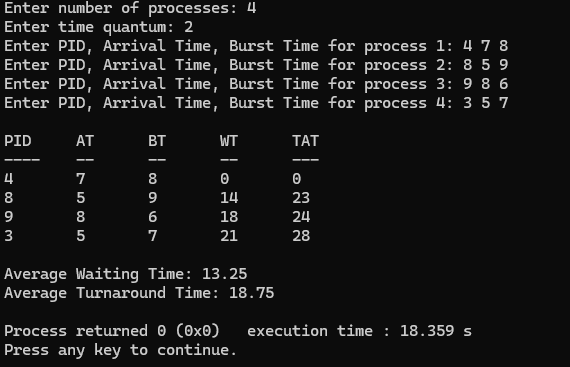 Enter number of processes: 4
Enter time quantum: 2
Enter PID, Arrival Time, Burst Time for process 1: 4 7 8
Enter PID, Arrival Time, Burst Time for process 2: 8 5 9
Enter PID, Arrival Time, Burst Time for process 3: 9 8 6
Enter PID, Arrival Time, Burst Time for process 4: 3 5 7
PID AT BT WT TAT
---- -- -- -- ---
4 7 8 0 0
8 5 9 14 23
9 8 6 18 24
3 5 7 21 28
Average Waiting Time: 13.25
Average Turnaround Time: 18.75
Process returned 0 (0x0) execution time : 18.359 s
Press any key to continue.